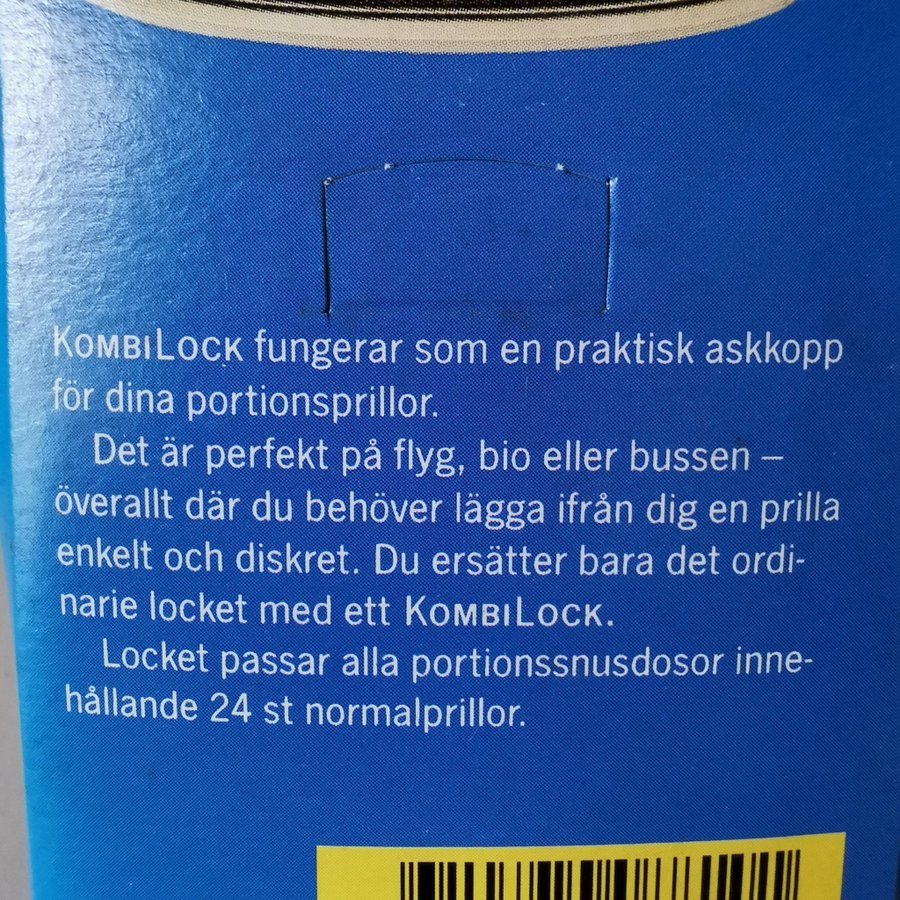 KOMBILOCK fungerar som en praktisk askkopp
för dina portionsprillor.
Det är perfekt på flyg, bio eller bussen –
överallt där du behöver lägga ifrån dig en prilla
enkelt och diskret. Du ersätter bara det ordi-
narie locket med ett KOMBILOCK.
Locket passar alla portionssnusdosor inne-
hållande 24 st normalprillor.